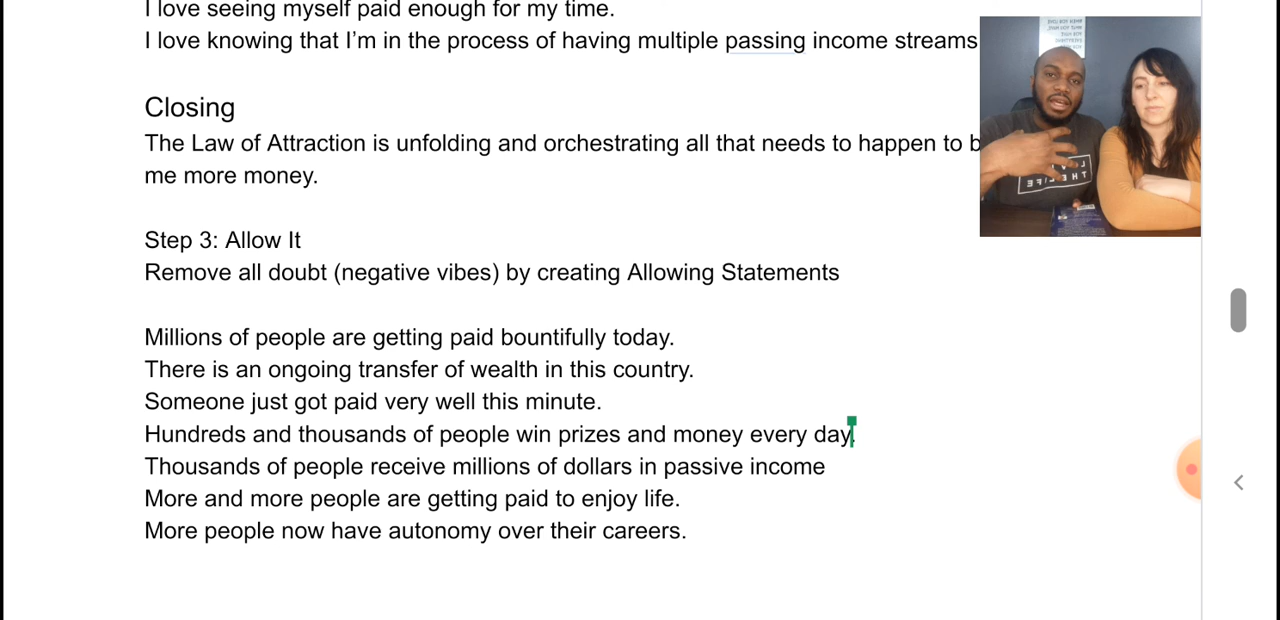 I love seeing myself paid enough for my time.
I love knowing that I'm in the process of having multiple passing income streams
Closing
The Law of Attraction is unfolding and orchestrating all that needs to happen to b
me more money.
Step 3: Allow It
Remove all doubt (negative vibes) by creating Allowing Statements
Millions of people are getting paid bountifully today.
There is an ongoing transfer of wealth in this country.
Someone just got paid very well this minute.
Hundreds and thousands of people win prizes and money every day.
Thousands of people receive millions of dollars in passive income
More and more people are getting paid to enjoy life.
More people now have autonomy over their careers.